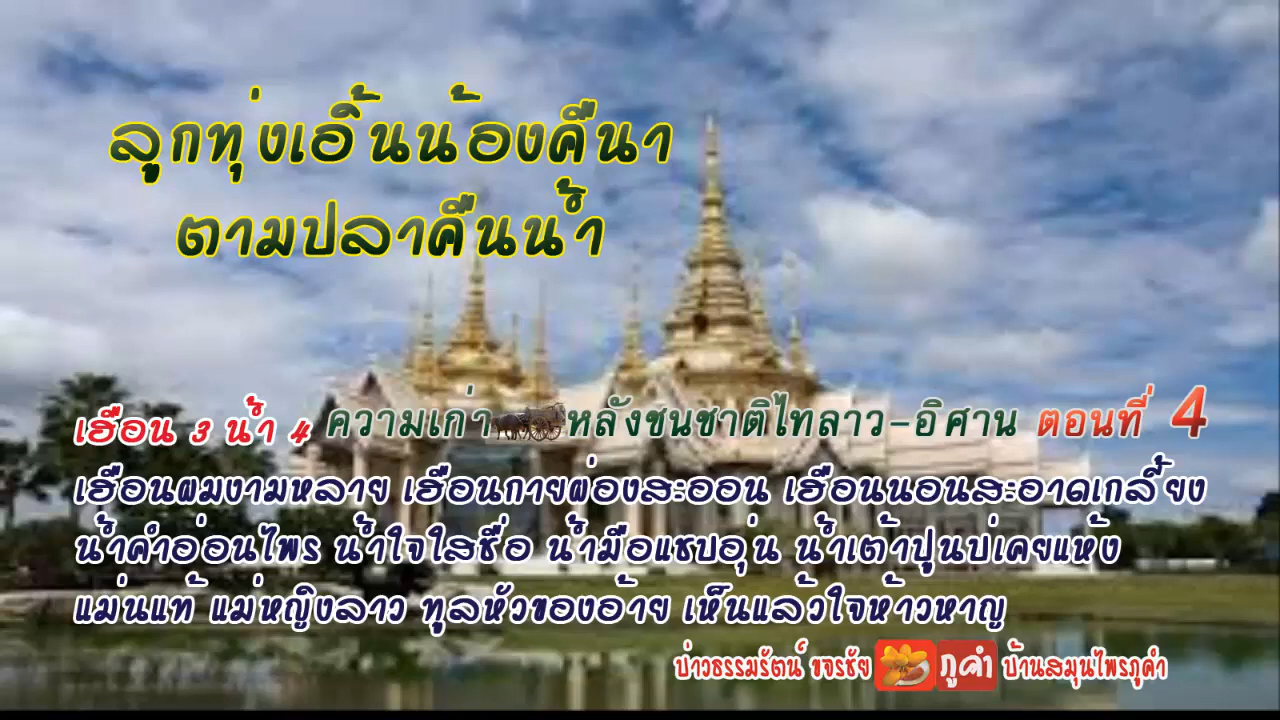 ลูกทุ่งเอิ้นน้องคืนนา
ตามปลาคืนน้ำ
เฮือน 3 น้ำ 4 ความเก่า หลังชนชาติไทลาว-อิศาน ตอนที่ 4
เฮือนผมงามหลาย เฮือนกายผ่องสะออน เฮือนนอนสะอาดเกลี้ยง
น้ำคำอ่อนไพร น้ำใจใสซื่อ น้ำมือแซปอุ่น น้ำเต้าปูนบ่เคยแห้ง
แม่นแท้ แม่หญิงลาว ทูลหัวของอ้าย เห็นแล้วใจห้าวหาญ
บ่าวธรรมรัตน์ ขจรชัย ภูคำ บ้านสมุนไพรภูคำ